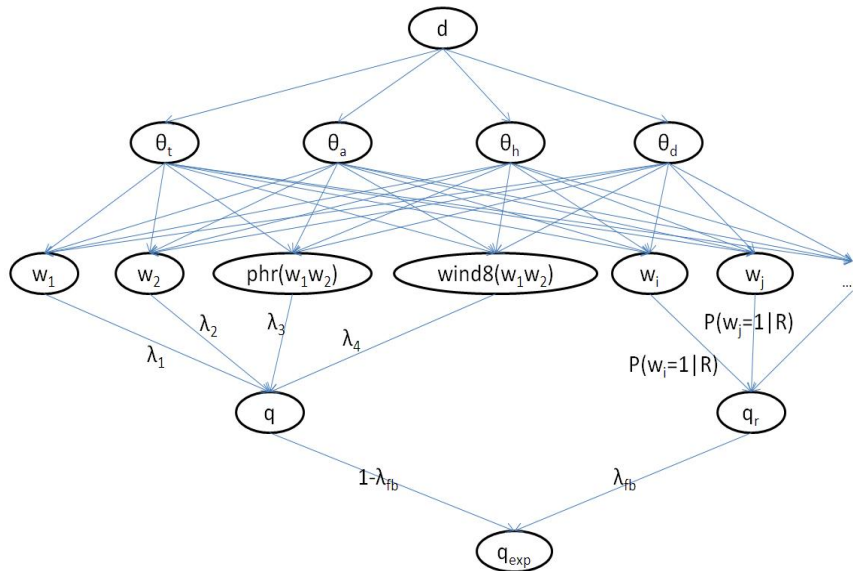 d
θt θa θh θd
w1 w2 phr(w1w2) wind8(w1w2) wi wj ...
λ1 λ2 λ3 λ4 P(wi=1|R) P(wj=1|R)
q qr
1-λfb λfb
qexp